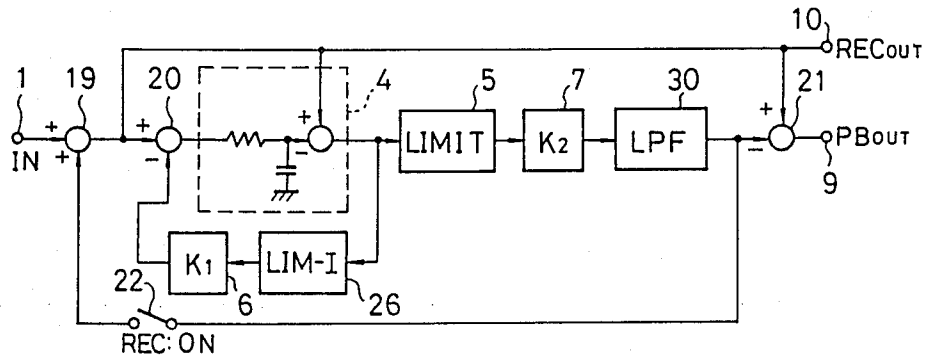 10
RECOUT
1
19
20
4
5
7
30
21
+
+
+
IN
+
+
−
−
LIMIT
K2
LPF
−
PBOUT
9
K1
LIM-I
22
6
26
REC: ON